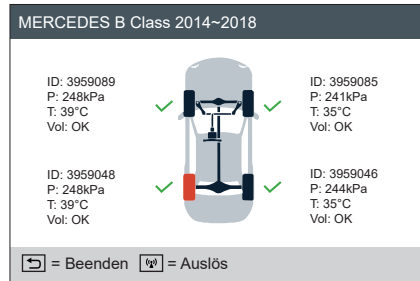 MERCEDES B Class 2014~2018
ID: 3959089
P: 248kPa
T: 39°C
Vol: OK
ID: 3959085
P: 241kPa
T: 35°C
Vol: OK
ID: 3959048
P: 248kPa
T: 39°C
Vol: OK
ID: 3959046
P: 244kPa
T: 35°C
Vol: OK
= Beenden = Auslös